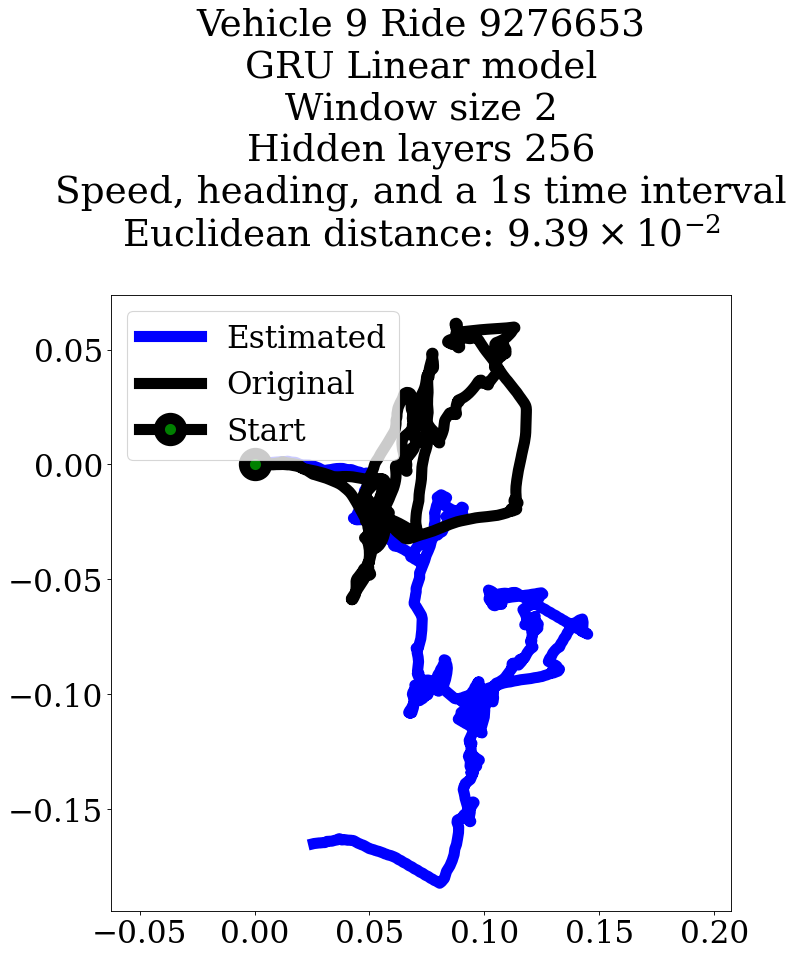 Vehicle 9 Ride 9276653
GRU Linear model
Window size 2
Hidden layers 256
Speed, heading, and a 1s time interval
Euclidean distance: 9.39 × 10⁻²
Estimated
Original
Start
0.05
0.00
−0.05
−0.10
−0.15
−0.05 0.00 0.05 0.10 0.15 0.20